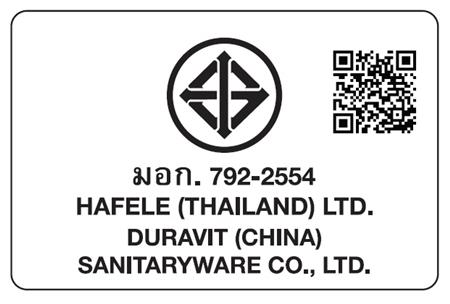 มอก. 792-2554
HAFELE (THAILAND) LTD.
DURAVIT (CHINA)
SANITARYWARE CO., LTD.